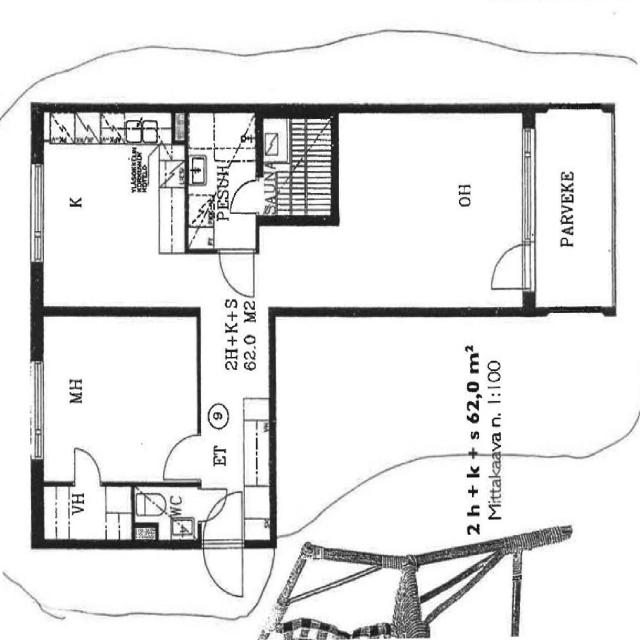 K
PESUH
SAUNA
OH
PARVEKE
2H+K+S
62.0 M2
MH
9
ET
VH
WC
2 h + k + s 62,0 m²
Mittakaava n. 1:100